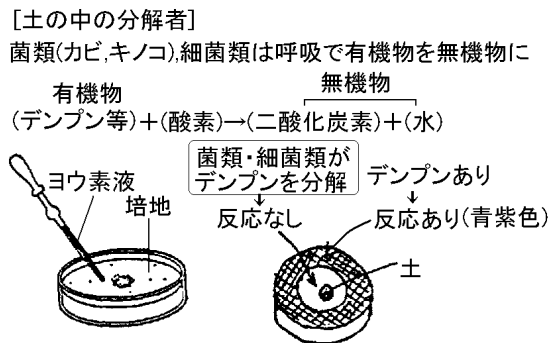 [土の中の分解者]
菌類(カビ,キノコ),細菌類は呼吸で有機物を無機物に
有機物
無機物
(デンプン等)＋(酸素)→(二酸化炭素)＋(水)
菌類・細菌類が
デンプンを分解
デンプンあり
ヨウ素液
培地
↓
反応なし
↓
反応あり(青紫色)
土